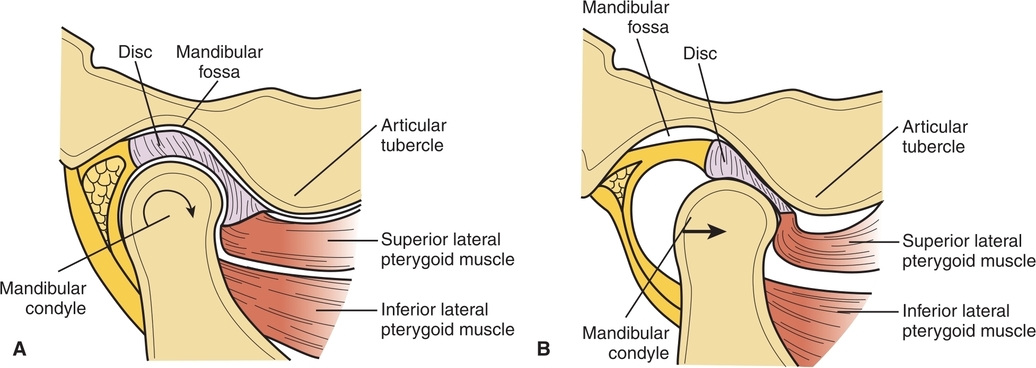 Disc
Mandibular
fossa
Articular
tubercle
Superior lateral
pterygoid muscle
Inferior lateral
pterygoid muscle
Mandibular
condyle
A
Mandibular
fossa
Disc
Articular
tubercle
Superior lateral
pterygoid muscle
Inferior lateral
pterygoid muscle
Mandibular
condyle
B